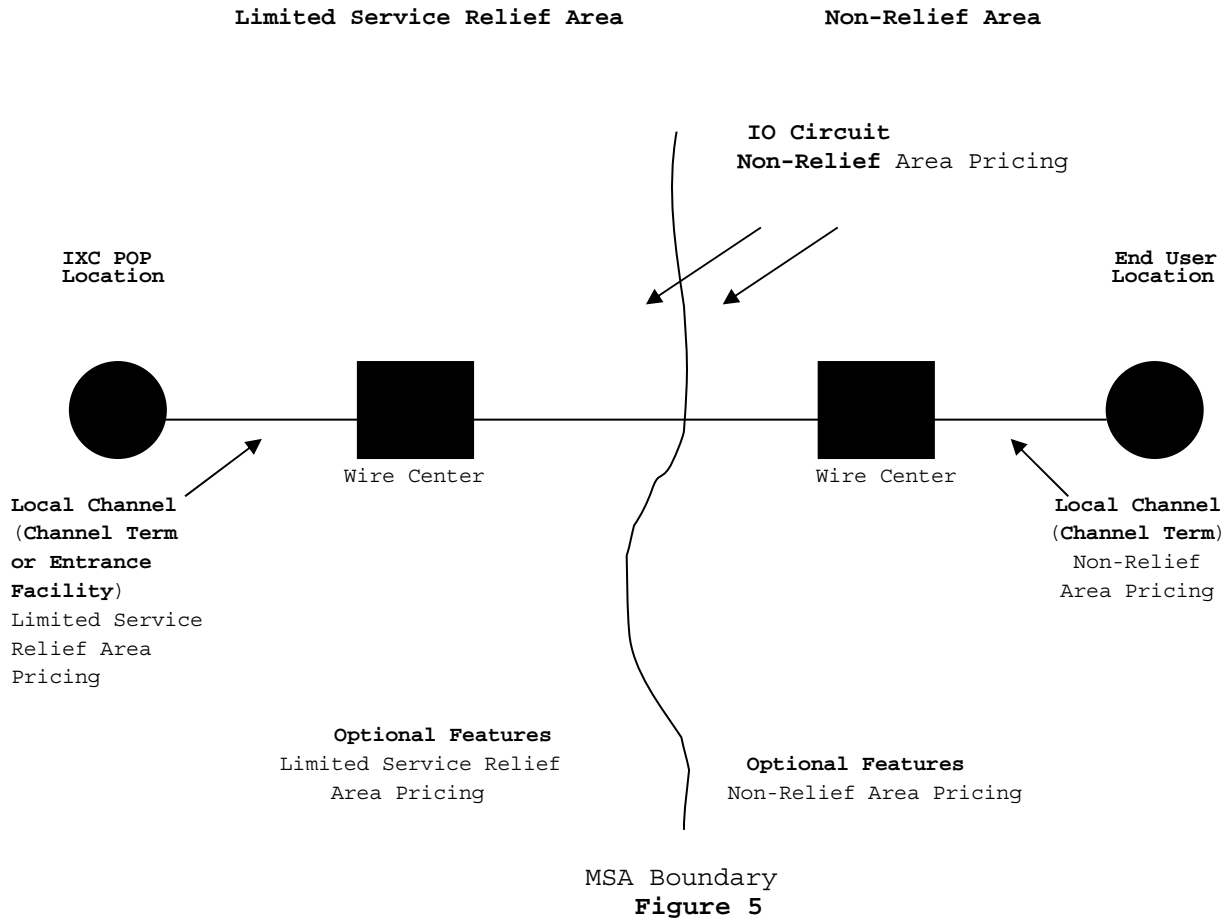 Limited Service Relief Area
Non-Relief Area
IO Circuit
Non-Relief Area Pricing
IXC POP
Location
End User
Location
Wire Center
Wire Center
Local Channel
(Channel Term
or Entrance
Facility)
Limited Service
Relief Area
Pricing
Local Channel
(Channel Term)
Non-Relief
Area Pricing
Optional Features
Limited Service Relief
Area Pricing
Optional Features
Non-Relief Area Pricing
MSA Boundary
Figure 5